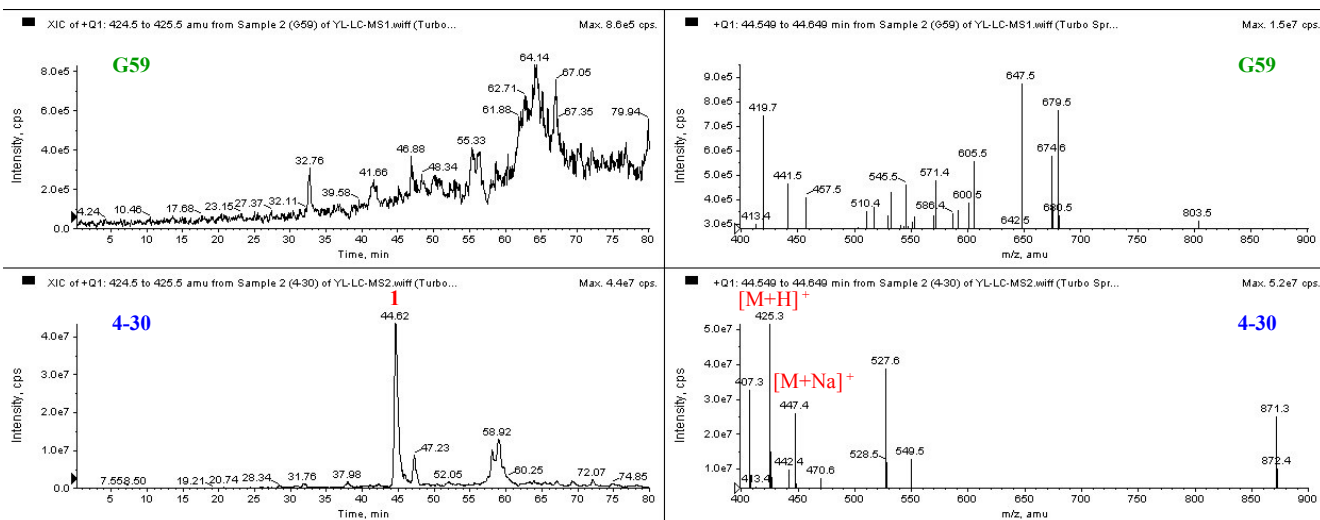 XIC of +Q1: 424.5 to 425.5 amu from Sample 2 (G59) of YL-LC-MS1.wiff (Turbo...
Max. 8.6e5 cps.
G59
Intensity, cps
8.0e5
6.0e5
4.0e5
2.0e5
0.0
4.24
10.46
17.68
23.15
27.37
32.11
32.76
39.58
41.66
46.88
48.34
55.33
61.88
62.71
64.14
67.05
67.35
79.94
5 10 15 20 25 30 35 40 45 50 55 60 65 70 75 80
Time, min
+Q1: 44.549 to 44.649 min from Sample 2 (G59) of YL-LC-MS1.wiff (Turbo Spr...
Max. 1.5e7 cps.
G59
Intensity, cps
9.0e5
8.0e5
7.0e5
6.0e5
5.0e5
4.0e5
3.0e5
413.4
419.7
441.5
457.5
510.4
545.5
571.4
586.4
600.5
605.5
642.5
647.5
674.6
679.5
680.5
803.5
400 450 500 550 600 650 700 750 800 850 900
m/z, amu
XIC of +Q1: 424.5 to 425.5 amu from Sample 2 (4-30) of YL-LC-MS2.wiff (Turbo...
Max. 4.4e7 cps.
4-30
1
Intensity, cps
4.0e7
3.0e7
2.0e7
1.0e7
0.0
7.55
8.50
19.21
20.74
28.34
31.76
37.98
44.62
47.23
52.05
58.92
60.25
72.07
74.85
5 10 15 20 25 30 35 40 45 50 55 60 65 70 75 80
Time, min
+Q1: 44.549 to 44.649 min from Sample 2 (4-30) of YL-LC-MS2.wiff (Turbo Spr...
Max. 5.2e7 cps.
[M+H]+
4-30
[M+Na]+
Intensity, cps
5.0e7
4.0e7
3.0e7
2.0e7
1.0e7
407.3
413.4
425.3
442.4
447.4
470.6
527.6
528.5
549.5
871.3
872.4
400 450 500 550 600 650 700 750 800 850 900
m/z, amu